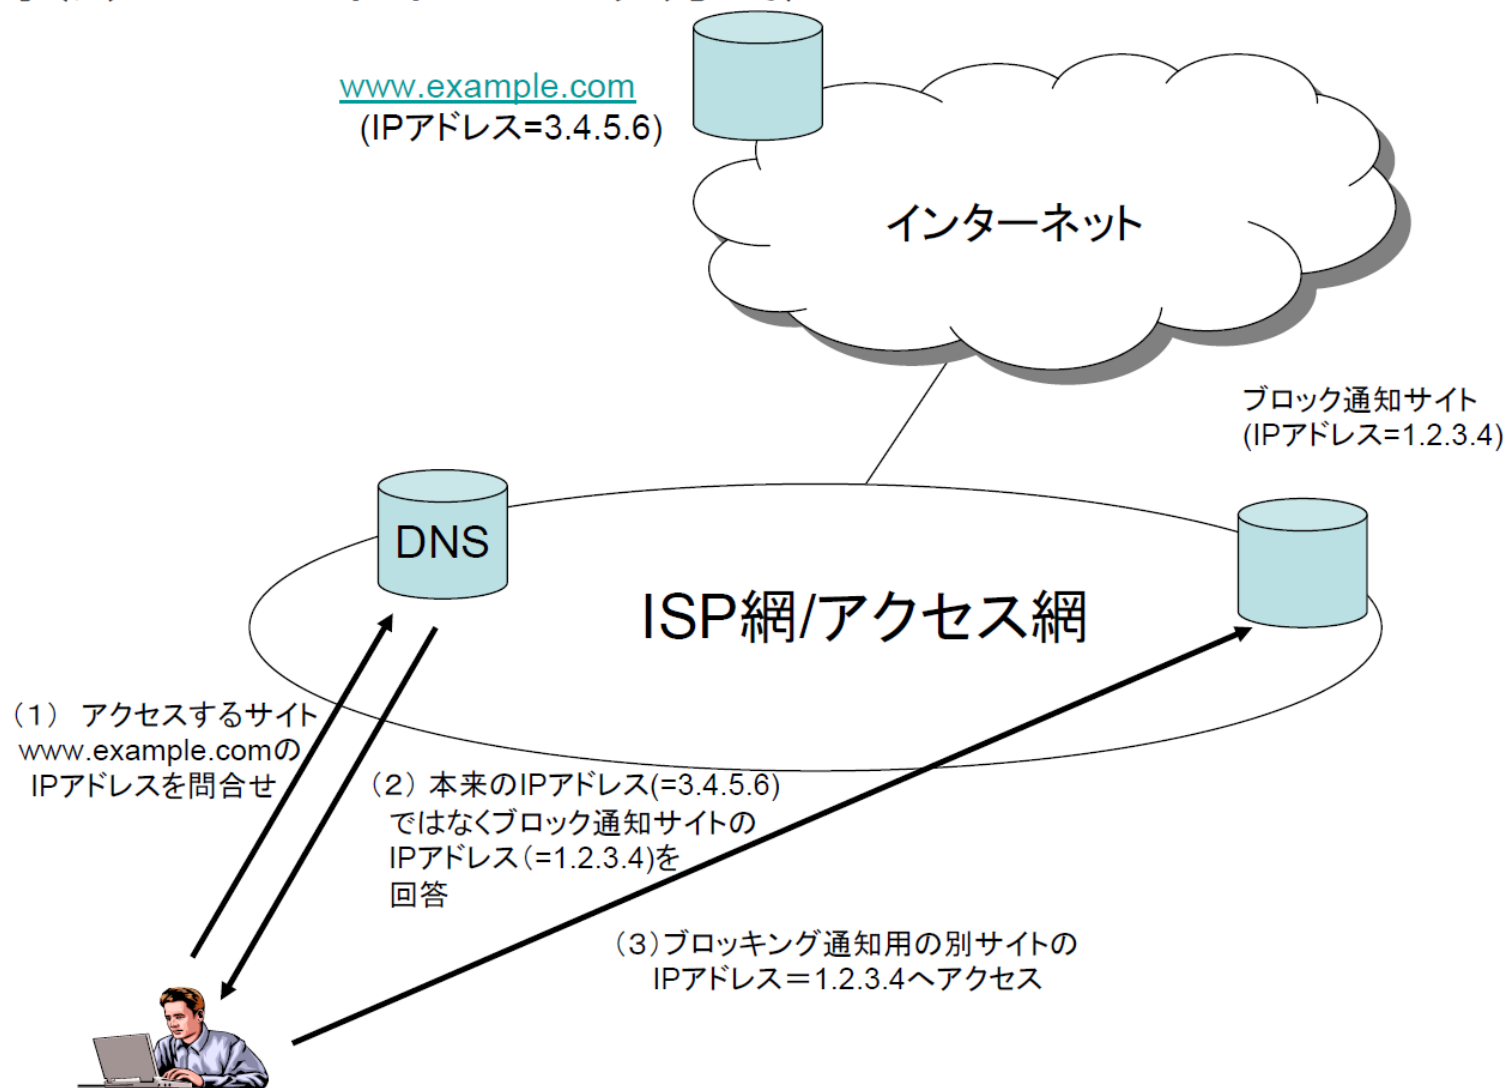 www.example.com
(IPアドレス=3.4.5.6)
インターネット
ブロック通知サイト
(IPアドレス=1.2.3.4)
DNS
ISP網/アクセス網
（１） アクセスするサイト
www.example.comの
IPアドレスを問合せ
（２） 本来のIPアドレス(=3.4.5.6)
ではなくブロック通知サイトの
IPアドレス（=1.2.3.4)を
回答
（３）ブロッキング通知用の別サイトの
IPアドレス＝1.2.3.4へアクセス